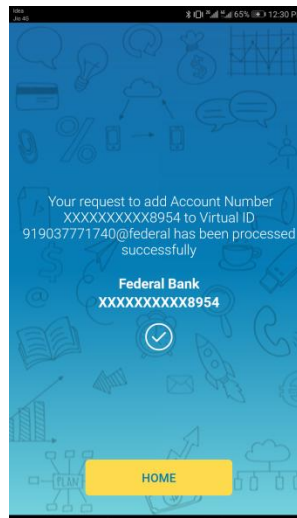 Idea
Jio 4G
65% 12:30 P
Your request to add Account Number
XXXXXXXXXX8954 to Virtual ID
919037771740@federal has been processed
successfully
Federal Bank
XXXXXXXXXX8954
PLAN
HOME